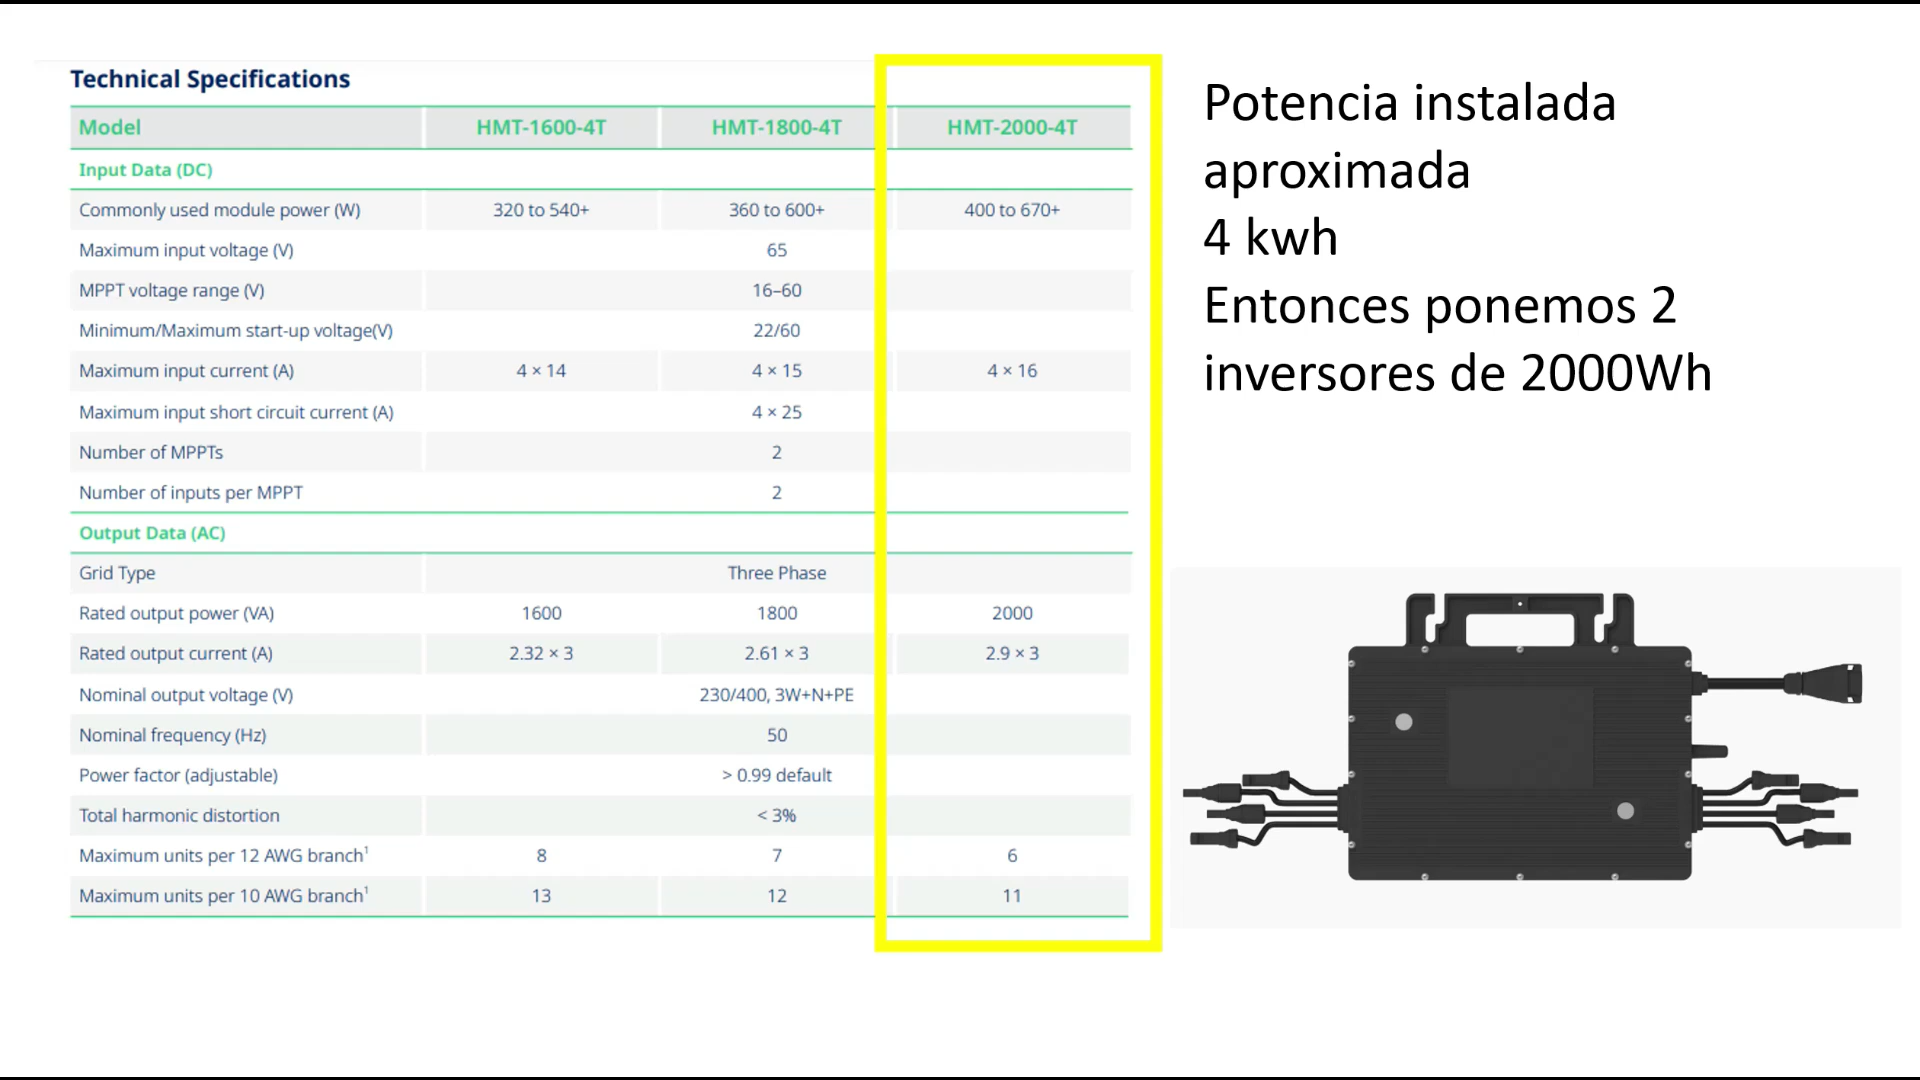 Technical Specifications
Model HMT-1600-4T HMT-1800-4T HMT-2000-4T
Input Data (DC)
Commonly used module power (W) 320 to 540+ 360 to 600+ 400 to 670+
Maximum input voltage (V) 65
MPPT voltage range (V) 16–60
Minimum/Maximum start-up voltage(V) 22/60
Maximum input current (A) 4 × 14 4 × 15 4 × 16
Maximum input short circuit current (A) 4 × 25
Number of MPPTs 2
Number of inputs per MPPT 2
Output Data (AC)
Grid Type Three Phase
Rated output power (VA) 1600 1800 2000
Rated output current (A) 2.32 × 3 2.61 × 3 2.9 × 3
Nominal output voltage (V) 230/400, 3W+N+PE
Nominal frequency (Hz) 50
Power factor (adjustable) > 0.99 default
Total harmonic distortion < 3%
Maximum units per 12 AWG branch¹ 8 7 6
Maximum units per 10 AWG branch¹ 13 12 11
Potencia instalada
aproximada
4 kwh
Entonces ponemos 2
inversores de 2000Wh